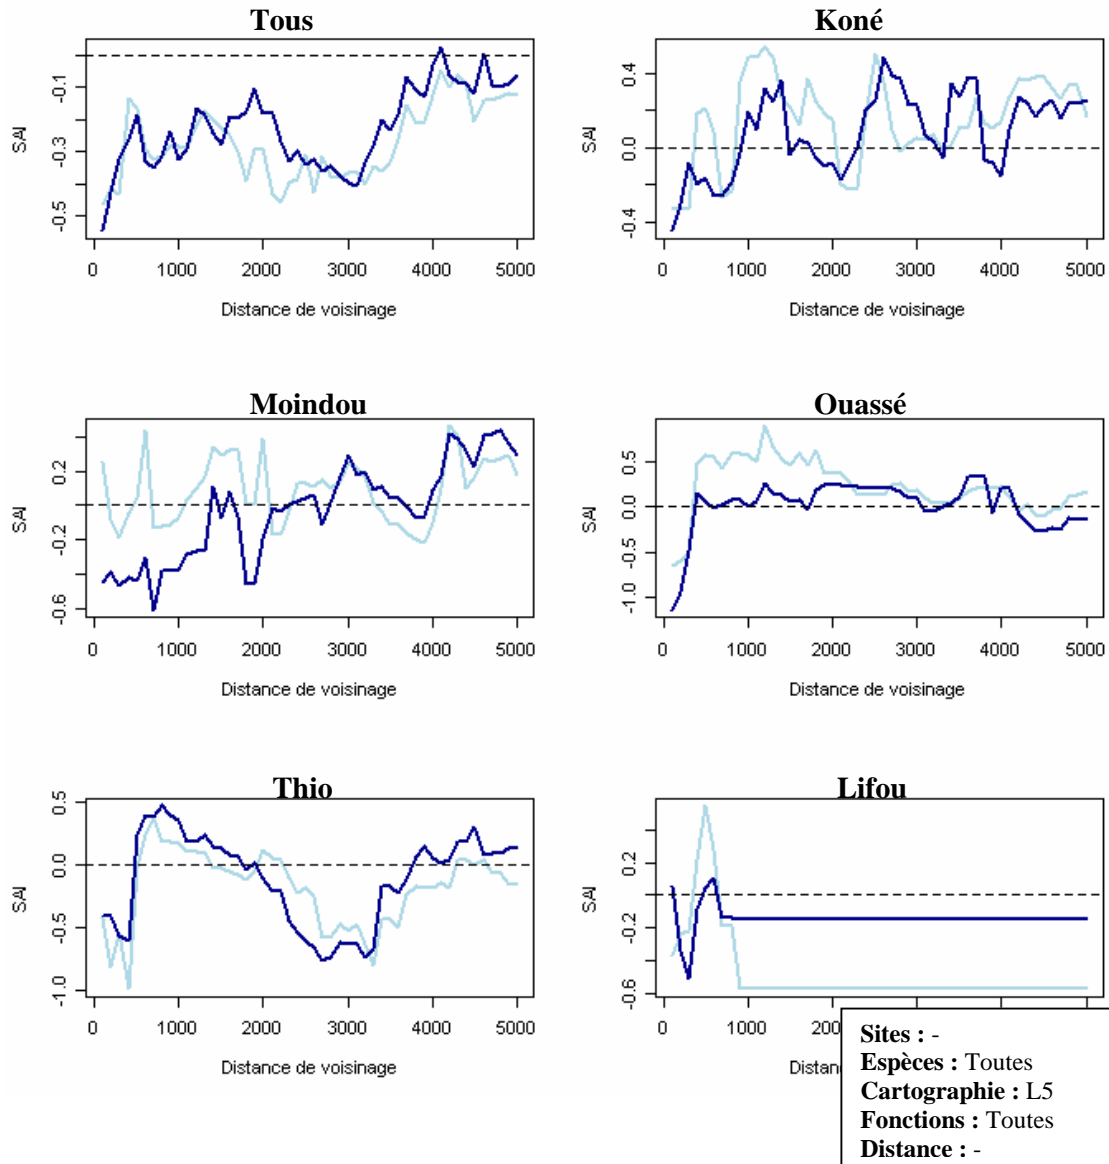 Tous
Koné
SAI
-0.1
-0.3
-0.5
0 1000 2000 3000 4000 5000
Distance de voisinage
SAI
0.4
0.0
-0.4
0 1000 2000 3000 4000 5000
Distance de voisinage
Moindou
Ouassé
SAI
0.2
-0.2
-0.6
0 1000 2000 3000 4000 5000
Distance de voisinage
SAI
0.5
0.0
-0.5
-1.0
0 1000 2000 3000 4000 5000
Distance de voisinage
Thio
Lifou
SAI
0.5
0.0
-0.5
-1.0
0 1000 2000 3000 4000 5000
Distance de voisinage
SAI
0.2
-0.2
-0.6
0 1000
Sites : -
Espèces : Toutes
Cartographie : L5
Fonctions : Toutes
Distance : -